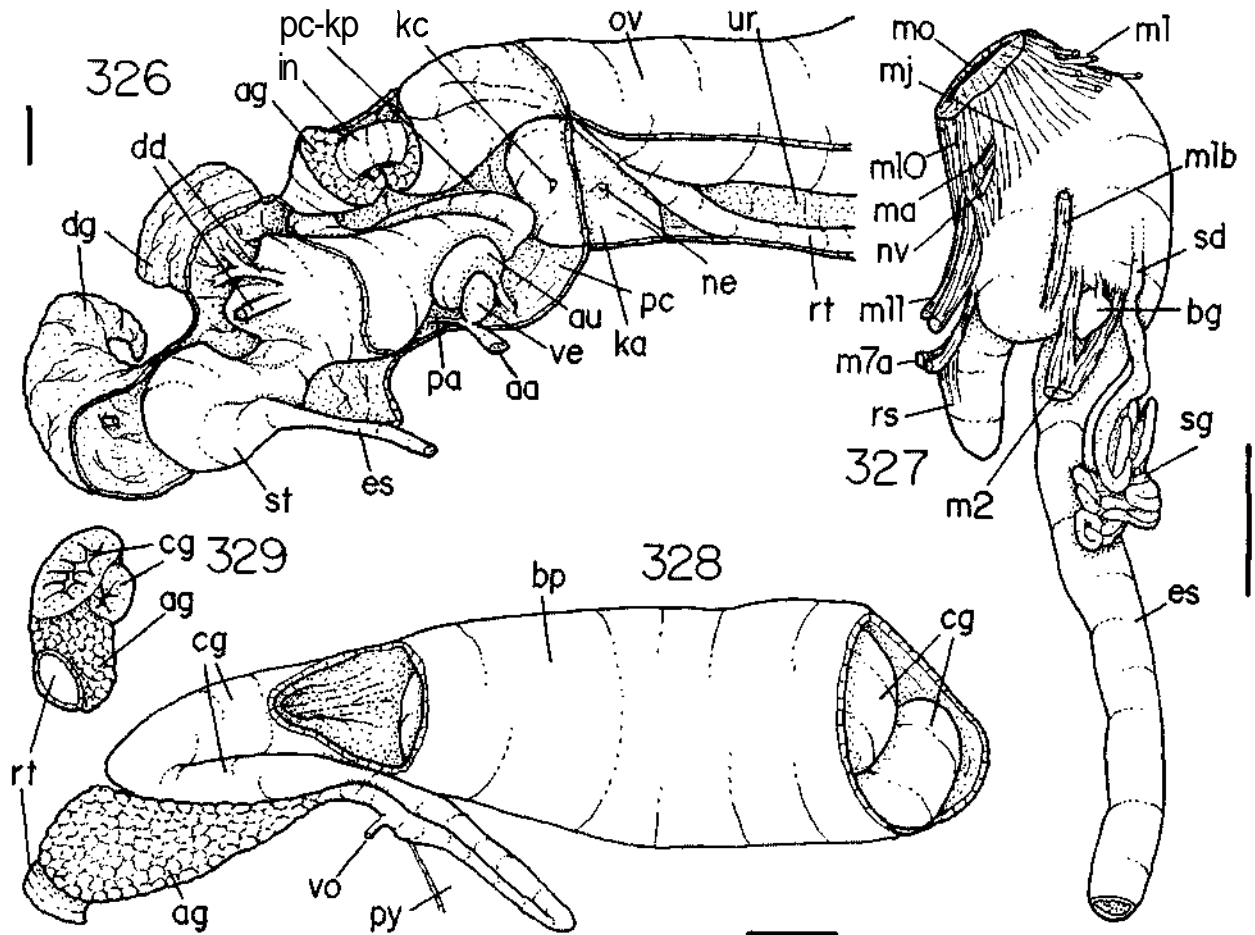 326
pc-kp
kc
ov
ur
in
ag
dd
dg
ne
rt
pc
au
ka
ve
aa
pa
es
st
327
mo
mj
m1
m10
ma
nv
m1b
sd
m11
bg
m7a
rs
sg
m2
es
329
cg
ag
rt
328
bp
cg
cg
ag
vo
py